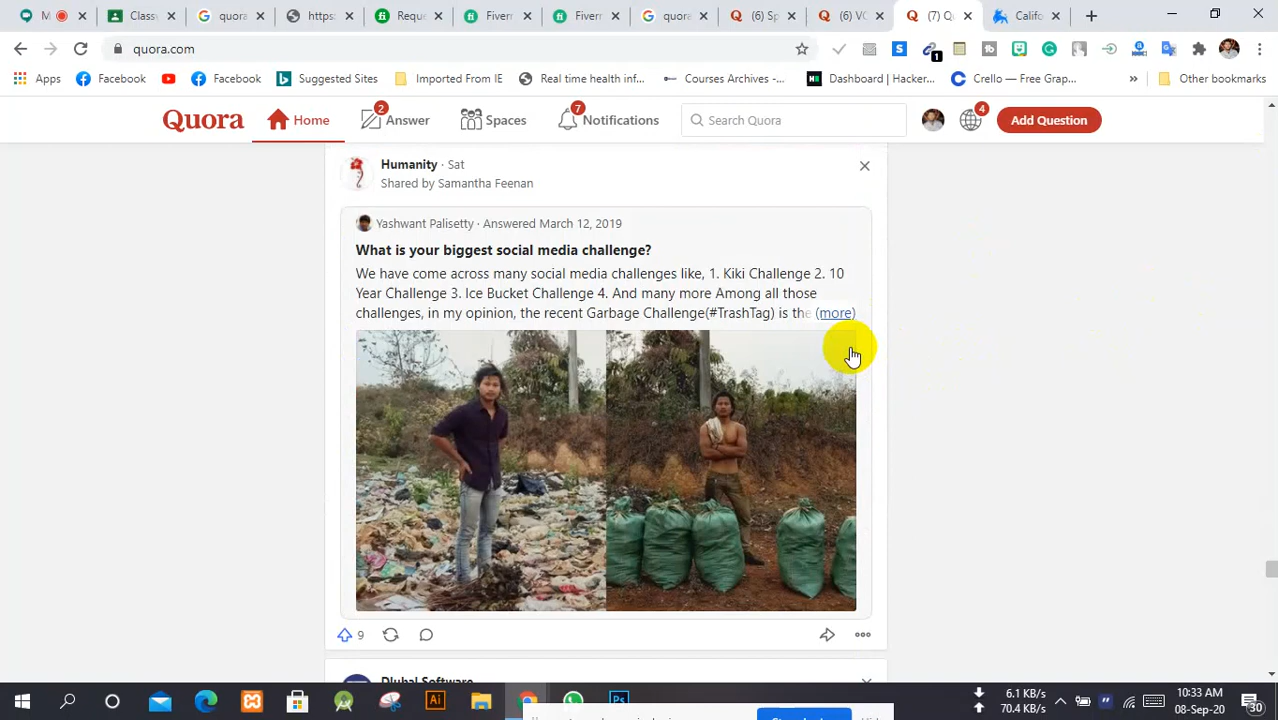 M
Class
quora
https:
Reque
Fiverr
Fiverr
quora
(6) Sp
(6) VC
(7) Qu
Califo
quora.com
1
Apps
Facebook
Facebook
Suggested Sites
Imported From IE
Real time health inf...
Courses Archives -...
Dashboard | Hacker...
Crello — Free Grap...
»
Other bookmarks
Quora
Home
2
Answer
Spaces
7
Notifications
Search Quora
4
Add Question
Humanity · Sat
Shared by Samantha Feenan
Yashwant Palisetty · Answered March 12, 2019
What is your biggest social media challenge?
We have come across many social media challenges like, 1. Kiki Challenge 2. 10
Year Challenge 3. Ice Bucket Challenge 4. And many more Among all those
challenges, in my opinion, the recent Garbage Challenge(#TrashTag) is the (more)
9
Dlubal Software
Ai
Ps
6.1 KB/s
70.4 KB/s
10:33 AM
08-Sep-20
30